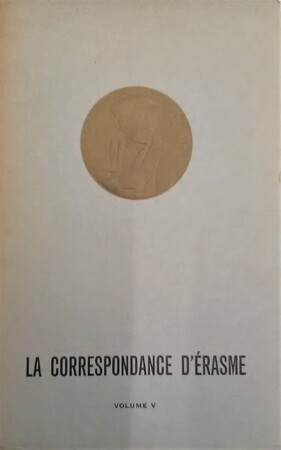 LA CORRESPONDANCE D'ÉRASME
VOLUME V